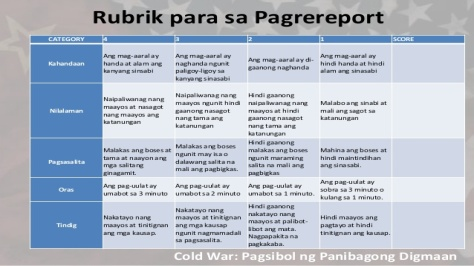 Rubrik para sa Pagrereport
CATEGORY 4 3 2 1 SCORE
Kahandaan
Ang mag-aaral ay
handa at alam ang
kanyang sinsabi
Ang mag-aaral ay
naghanda ngunit
paligoy-ligoy sa
kanyang sinasabi
Ang mag-aaral ay di-
gaanong naghanda
Ang mag-aaral ay
hindi handa at hindi
alam ang sinasabi
Nilalaman
Naipaliwanag nang
maayos at nasagot
nang maayos ang
katanungan
Naipaliwanag nang
maayos ngunit hindi
gaanong nasagot
nang tama ang
katanungan
Hindi gaanong
naipaliwanag nang
maayos at hindi
gaanong nasagot
nang tama ang
katanungan
Malabo ang sinabi at
mali ang sagot sa
katanungan.
Pagsasalita
Malakas ang boses at
tama at naayon ang
mga salitang
ginagamit.
Malakas ang boses
ngunit may isa o
dalawang salita na
mali ang pagbigkas.
Hindi gaanong
malakas ang boses
ngunit maraming
salita na mali ang
pagbigkas
Mahina ang boses at
hindi maintindihan
ang sinasabi.
Oras
Ang pag-uulat ay
umabot sa 3 minuto
Ang pag-uulat ay
umabot sa 2 minuto
Ang pag-uulat ay
umabot sa 1 minuto.
Ang pag-uulat ay
sobra sa 3 minuto o
kulang sa 1 minuto.
Tindig
Nakatayo nang
maayos at tinitignan
ang mga kausap.
Nakatayo nang
maayos at tinitignan
ang mga kausap
ngunit nagmamadali
sa pagsasalita.
Hindi gaanong
nakatayo nang
maayos at palibot-
libot ang mata.
Nagpapakita na
pagkakaba.
Hindi maayos ang
pagtayo at hindi
tinitignan ang kausap.
Cold War: Pagsibol ng Panibagong Digmaan